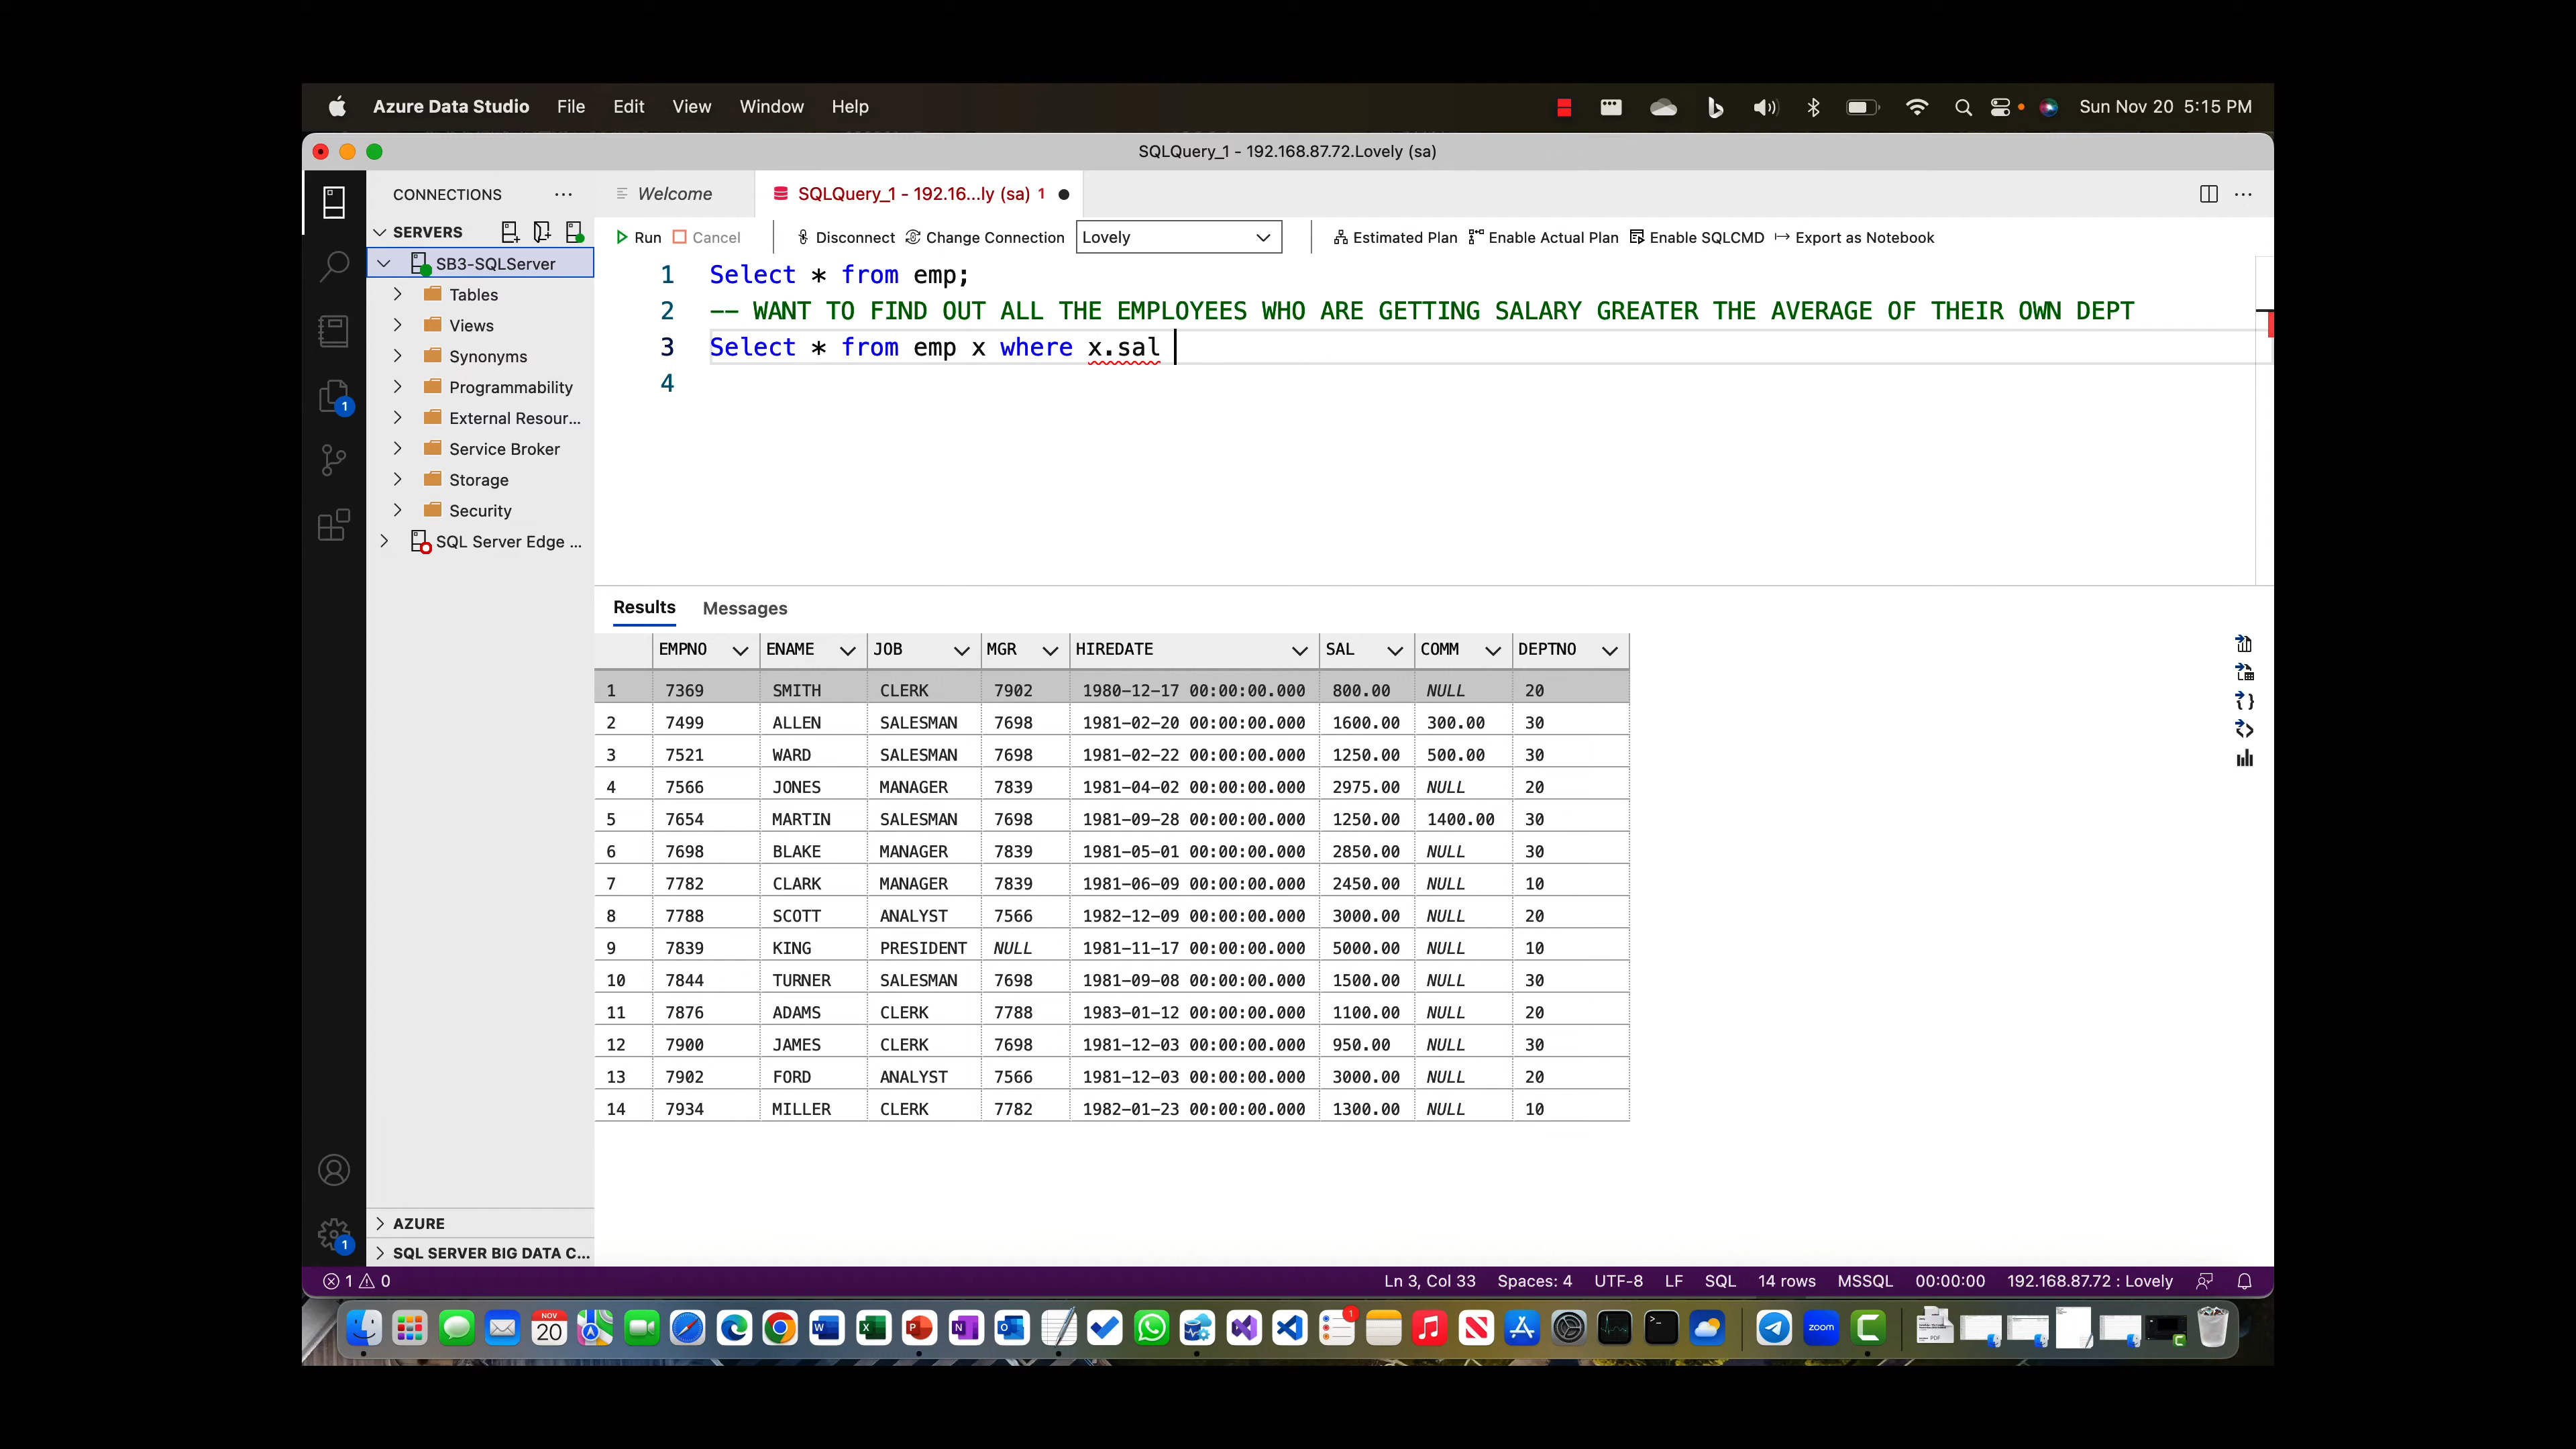 Azure Data Studio File Edit View Window Help Sun Nov 20 5:15 PM
SQLQuery_1 - 192.168.87.72.Lovely (sa)
CONNECTIONS
Welcome
SQLQuery_1 - 192.16...ly (sa) 1
SERVERS
Run Cancel Disconnect Change Connection Lovely Estimated Plan Enable Actual Plan Enable SQLCMD Export as Notebook
SB3-SQLServer
Tables
Views
Synonyms
Programmability
External Resour...
Service Broker
Storage
Security
SQL Server Edge ...
1
1 Select * from emp;
2 -- WANT TO FIND OUT ALL THE EMPLOYEES WHO ARE GETTING SALARY GREATER THE AVERAGE OF THEIR OWN DEPT
3 Select * from emp x where x.sal
4
Results Messages
EMPNO ENAME JOB MGR HIREDATE SAL COMM DEPTNO
1 7369 SMITH CLERK 7902 1980-12-17 00:00:00.000 800.00 NULL 20
2 7499 ALLEN SALESMAN 7698 1981-02-20 00:00:00.000 1600.00 300.00 30
3 7521 WARD SALESMAN 7698 1981-02-22 00:00:00.000 1250.00 500.00 30
4 7566 JONES MANAGER 7839 1981-04-02 00:00:00.000 2975.00 NULL 20
5 7654 MARTIN SALESMAN 7698 1981-09-28 00:00:00.000 1250.00 1400.00 30
6 7698 BLAKE MANAGER 7839 1981-05-01 00:00:00.000 2850.00 NULL 30
7 7782 CLARK MANAGER 7839 1981-06-09 00:00:00.000 2450.00 NULL 10
8 7788 SCOTT ANALYST 7566 1982-12-09 00:00:00.000 3000.00 NULL 20
9 7839 KING PRESIDENT NULL 1981-11-17 00:00:00.000 5000.00 NULL 10
10 7844 TURNER SALESMAN 7698 1981-09-08 00:00:00.000 1500.00 NULL 30
11 7876 ADAMS CLERK 7788 1983-01-12 00:00:00.000 1100.00 NULL 20
12 7900 JAMES CLERK 7698 1981-12-03 00:00:00.000 950.00 NULL 30
13 7902 FORD ANALYST 7566 1981-12-03 00:00:00.000 3000.00 NULL 20
14 7934 MILLER CLERK 7782 1982-01-23 00:00:00.000 1300.00 NULL 10
AZURE
1
SQL SERVER BIG DATA C...
1 0 Ln 3, Col 33 Spaces: 4 UTF-8 LF SQL 14 rows MSSQL 00:00:00 192.168.87.72 : Lovely
NOV
20
1
zoom
PDF